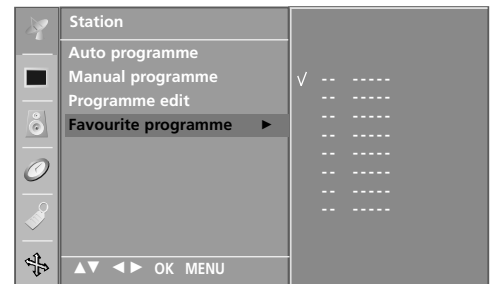 Station
Auto programme
Manual programme
Programme edit
Favourite programme ►
√ -- -----
-- -----
-- -----
-- -----
-- -----
-- -----
-- -----
-- -----
▲▼ ◄► OK MENU